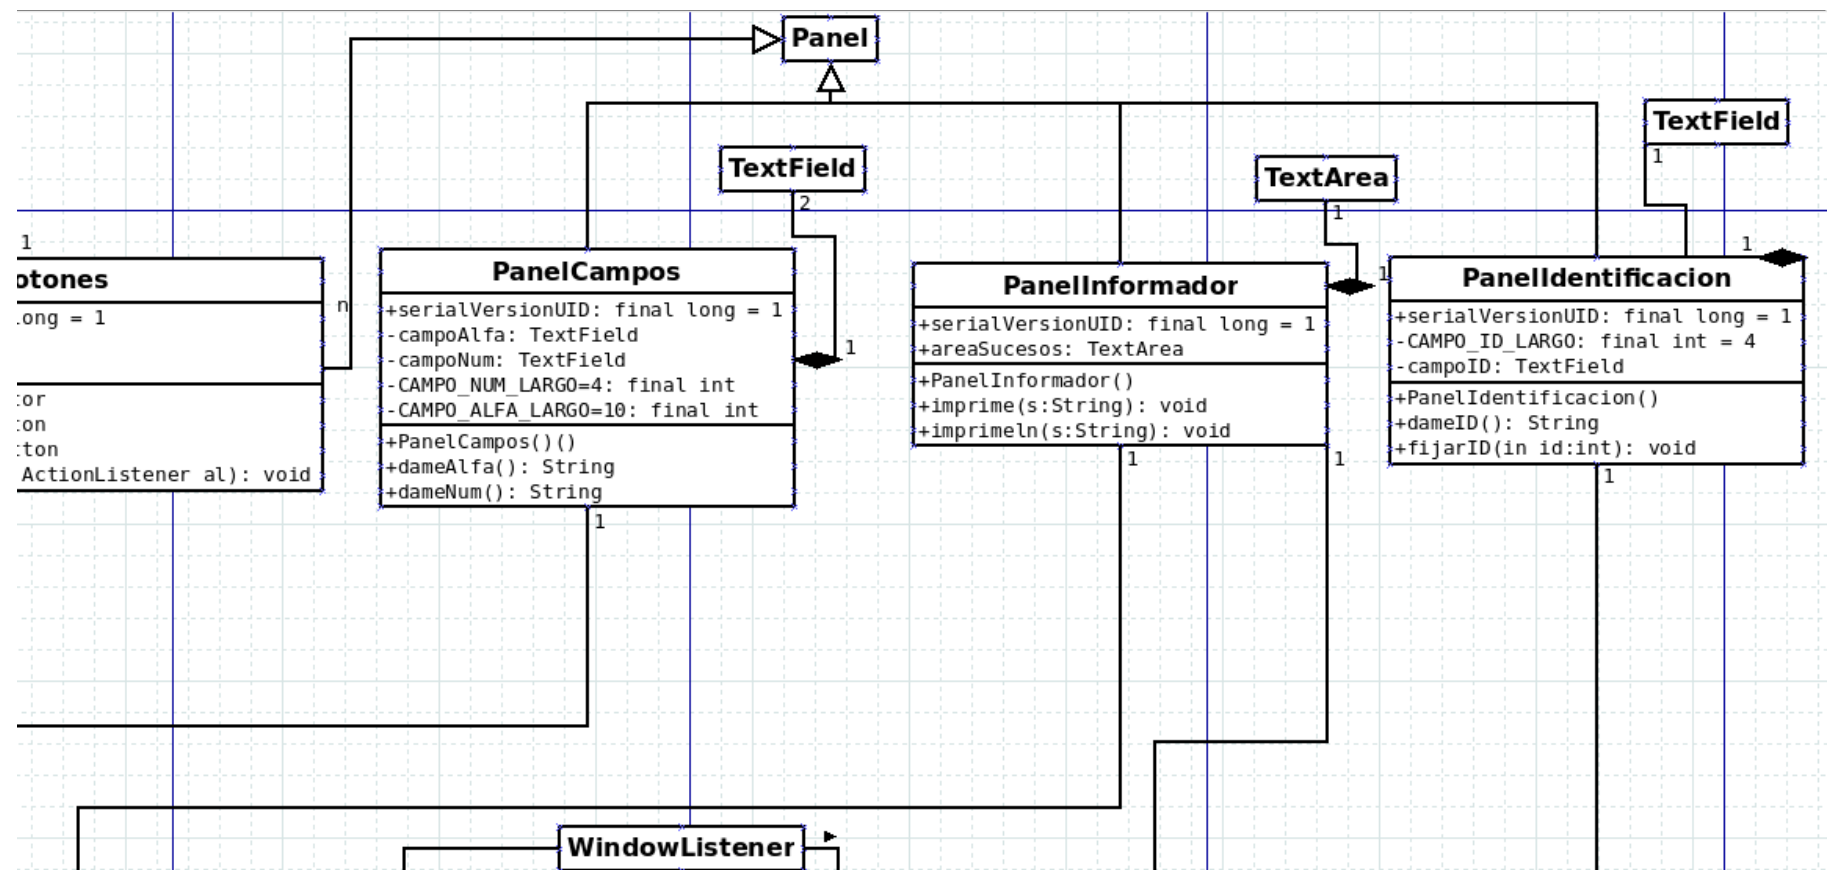 Panel
TextField
2
TextArea
1
TextField
1
1
otones
long = 1
n
tor
ton
tton
ActionListener al): void
PanelCampos
+serialVersionUID: final long = 1
-campoAlfa: TextField
-campoNum: TextField
-CAMPO_NUM_LARGO=4: final int
-CAMPO_ALFA_LARGO=10: final int
+PanelCampos()()
+dameAlfa(): String
+dameNum(): String
1
1
PanelInformador
+serialVersionUID: final long = 1
+areaSucesos: TextArea
+PanelInformador()
+imprime(s:String): void
+imprimeln(s:String): void
1
1
1
1
PanelIdentificacion
+serialVersionUID: final long = 1
-CAMPO_ID_LARGO: final int = 4
-campoID: TextField
+PanelIdentificacion()
+dameID(): String
+fijarID(in id:int): void
1
WindowListener